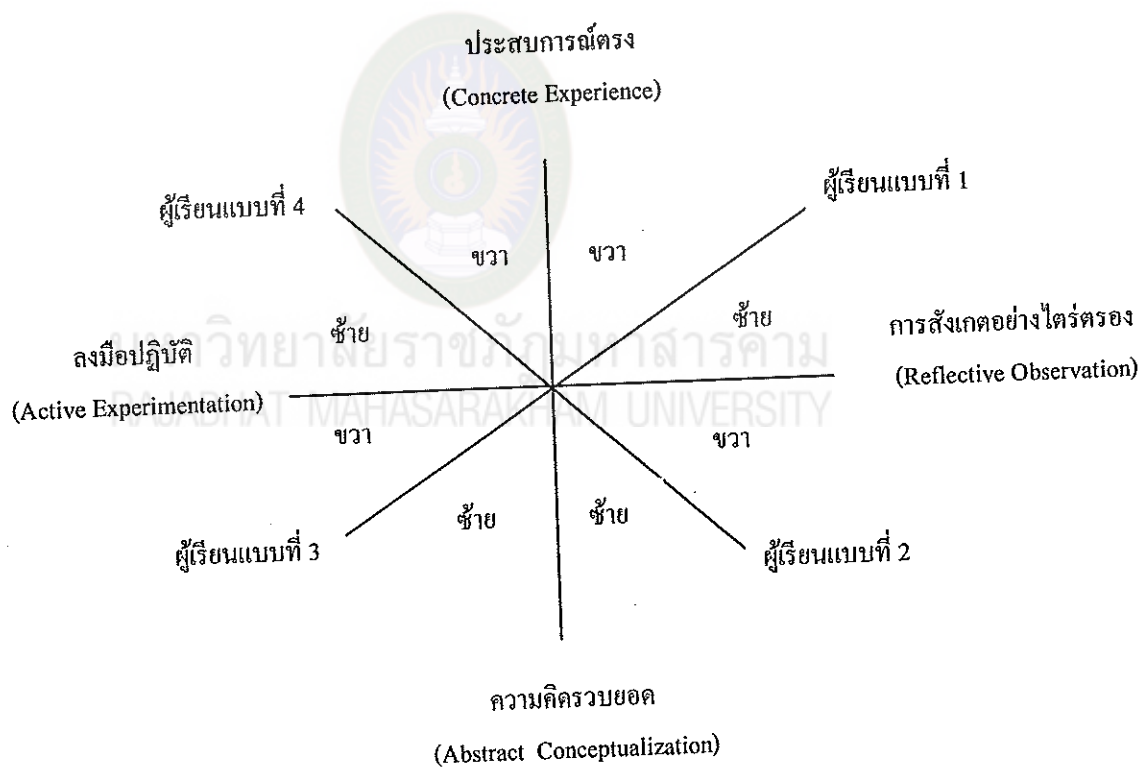 ประสบการณ์ตรง
(Concrete Experience)
ผู้เรียนแบบที่ 4
ผู้เรียนแบบที่ 1
ขวา
ขวา
ซ้าย
ซ้าย
การสังเกตอย่างไตร่ตรอง
(Reflective Observation)
ลงมือปฏิบัติ
(Active Experimentation)
มหาวิทยาลัยราชภัฏมหาสารคาม
RAJABHAT MAHASARAKHAM UNIVERSITY
ขวา
ขวา
ซ้าย
ซ้าย
ผู้เรียนแบบที่ 3
ผู้เรียนแบบที่ 2
ความคิดรวบยอด
(Abstract Conceptualization)